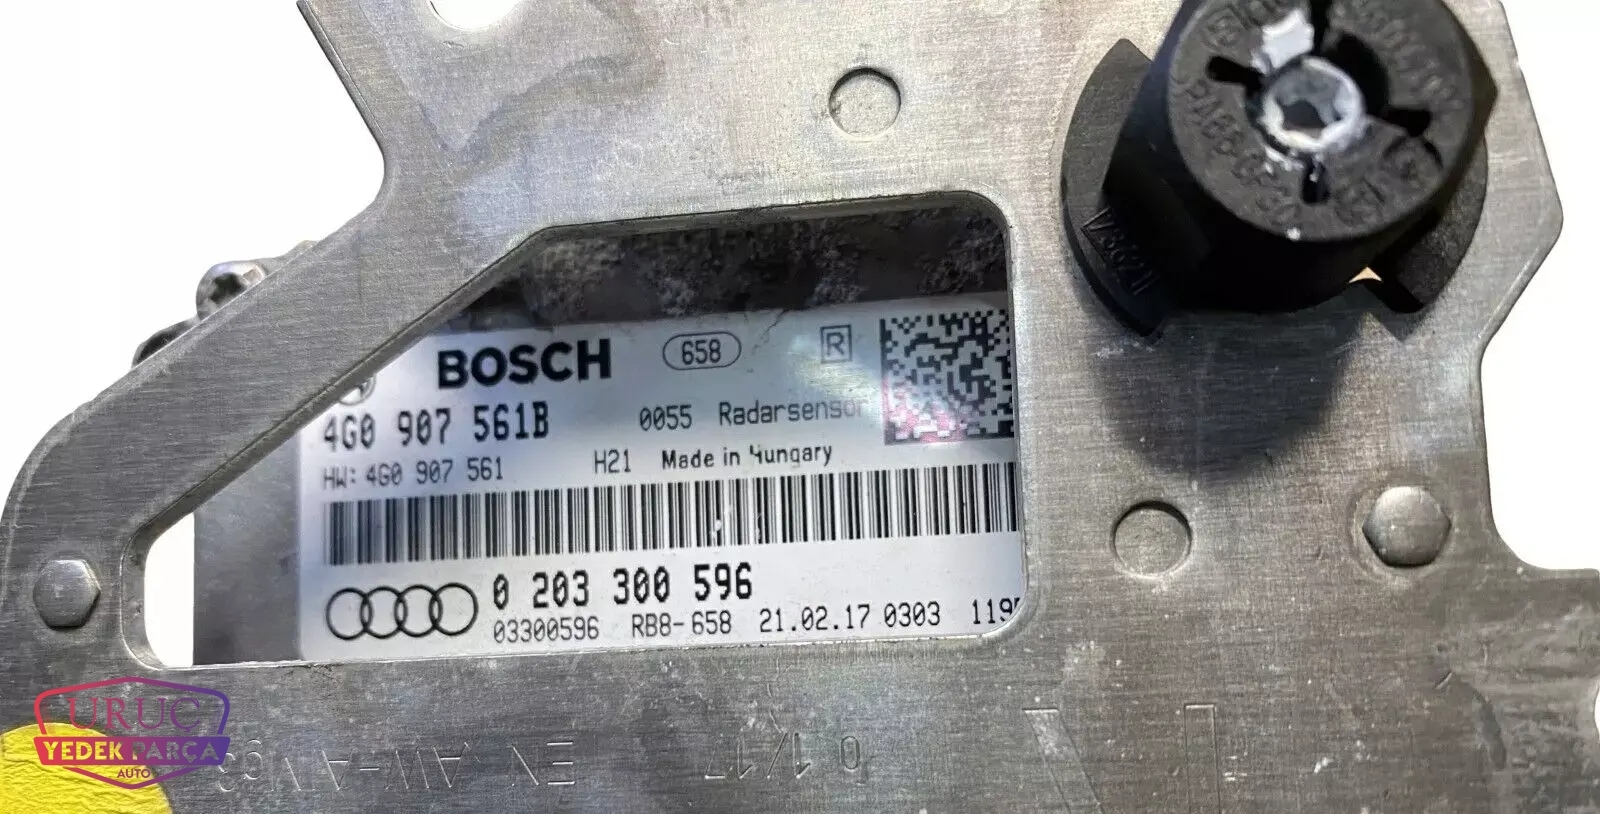 BOSCH 658 R
4G0 907 561B 0055 Radarsensor
HW: 4G0 907 561 H21 Made in Hungary
0 203 300 596
03300596 RB8-658 21.02.17 0303
URUC
YEDEK PARÇA
AUTO